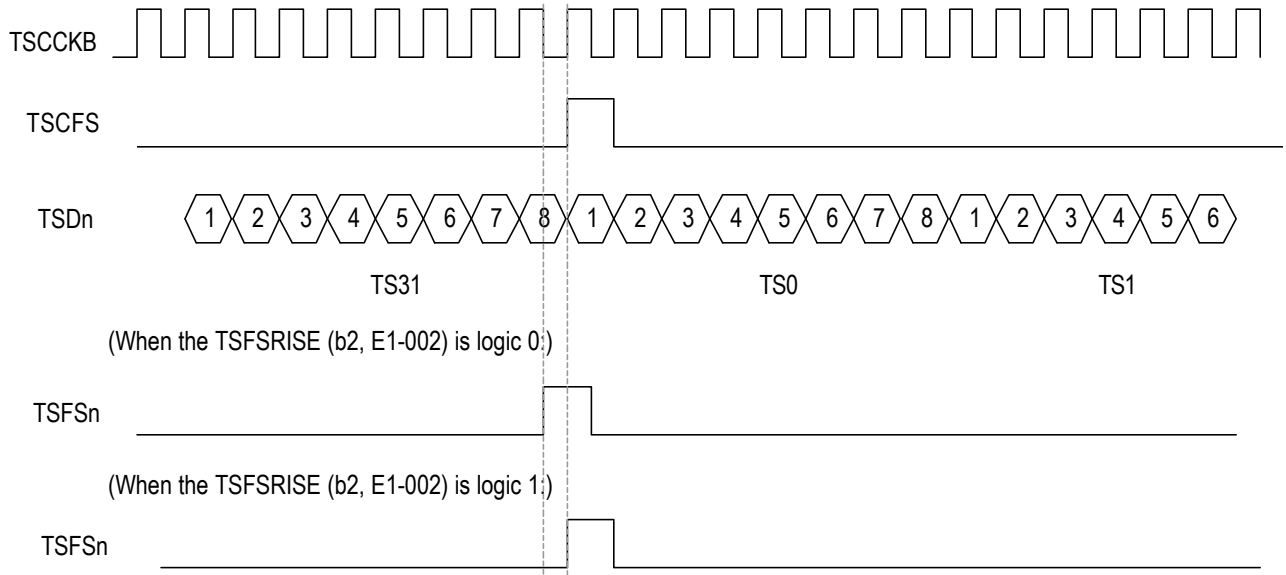 TSCCKB
TSCFS
TSDn 1 2 3 4 5 6 7 8 1 2 3 4 5 6 7 8 1 2 3 4 5 6
TS31 TS0 TS1
(When the TSFSRISE (b2, E1-002) is logic 0:)
TSFSn
(When the TSFSRISE (b2, E1-002) is logic 1:)
TSFSn